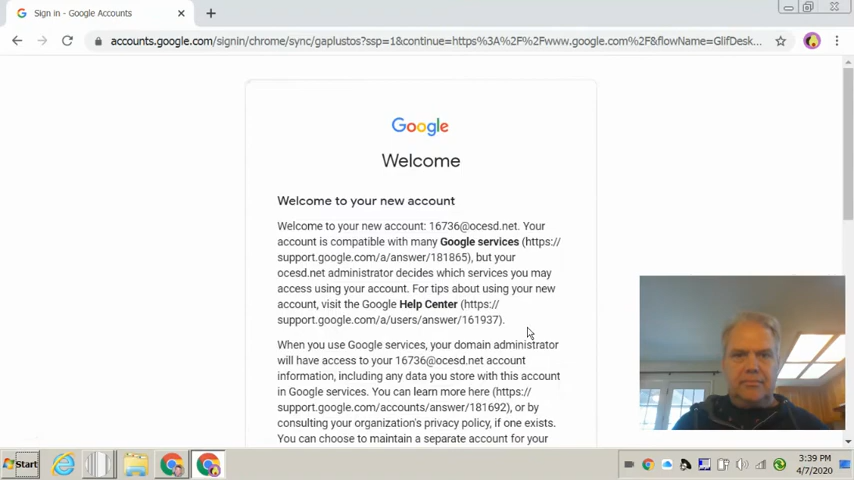 Sign in - Google Accounts
accounts.google.com/signin/chrome/sync/gaplustos?ssp=1&continue=https%3A%2F%2Fwww.google.com%2F&flowName=GlifDesk...
Google
Welcome
Welcome to your new account
Welcome to your new account: 16736@ocesd.net. Your
account is compatible with many Google services (https://
support.google.com/a/answer/181865), but your
ocesd.net administrator decides which services you may
access using your account. For tips about using your new
account, visit the Google Help Center (https://
support.google.com/a/users/answer/161937).
When you use Google services, your domain administrator
will have access to your 16736@ocesd.net account
information, including any data you store with this account
in Google services. You can learn more here (https://
support.google.com/accounts/answer/181692), or by
consulting your organization's privacy policy, if one exists.
You can choose to maintain a separate account for your
Start
3:39 PM
4/7/2020